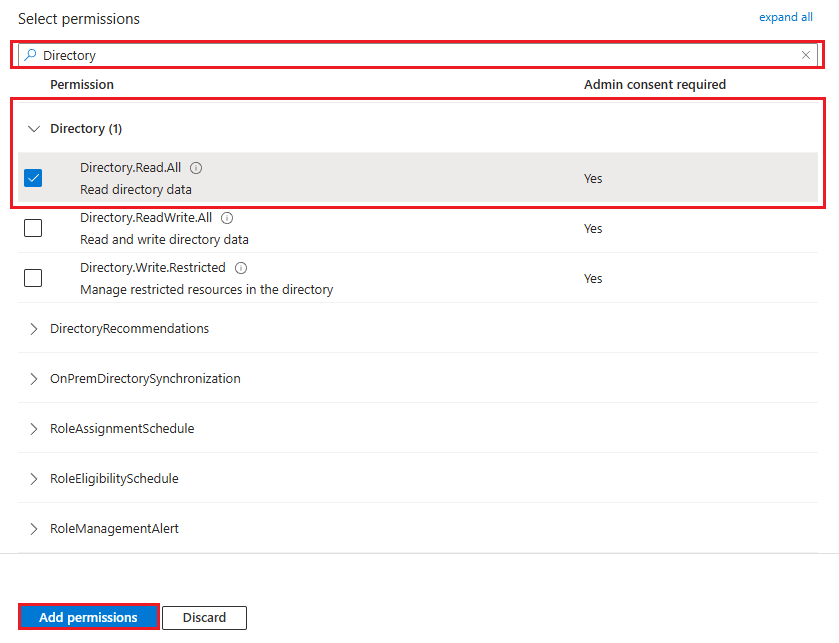 Select permissions
expand all
Directory
Permission
Admin consent required
Directory (1)
Directory.Read.All
Read directory data
Yes
Directory.ReadWrite.All
Read and write directory data
Yes
Directory.Write.Restricted
Manage restricted resources in the directory
Yes
DirectoryRecommendations
OnPremDirectorySynchronization
RoleAssignmentSchedule
RoleEligibilitySchedule
RoleManagementAlert
Add permissions
Discard